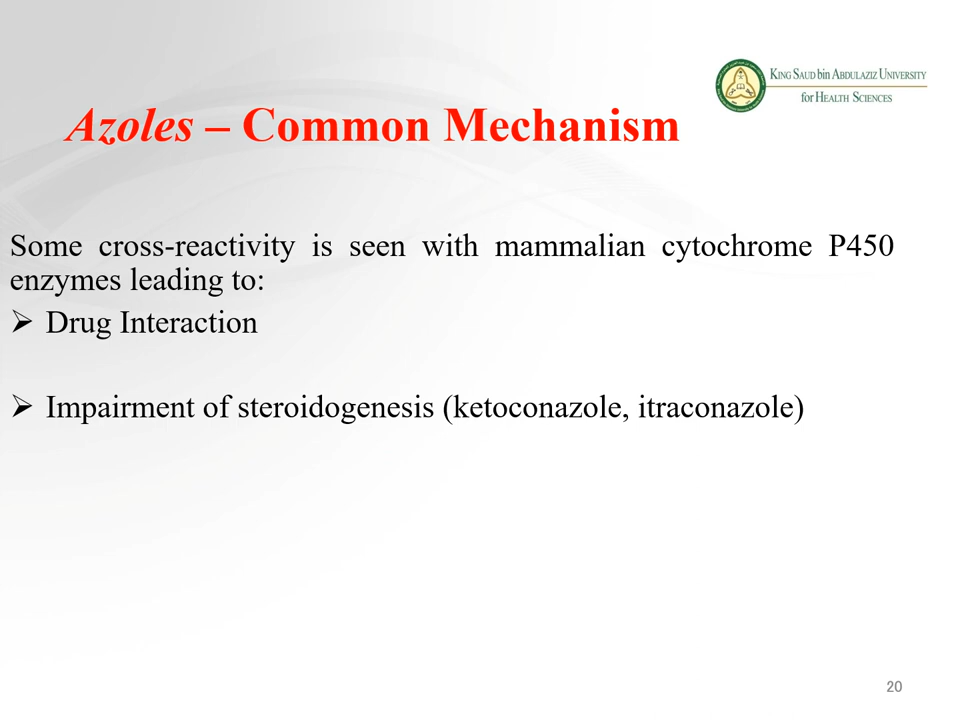 KING SAUD bin ABDULAZIZ UNIVERSITY
for HEALTH SCIENCES
Azoles – Common Mechanism
Some cross-reactivity is seen with mammalian cytochrome P450
enzymes leading to:
➢ Drug Interaction
➢ Impairment of steroidogenesis (ketoconazole, itraconazole)
20